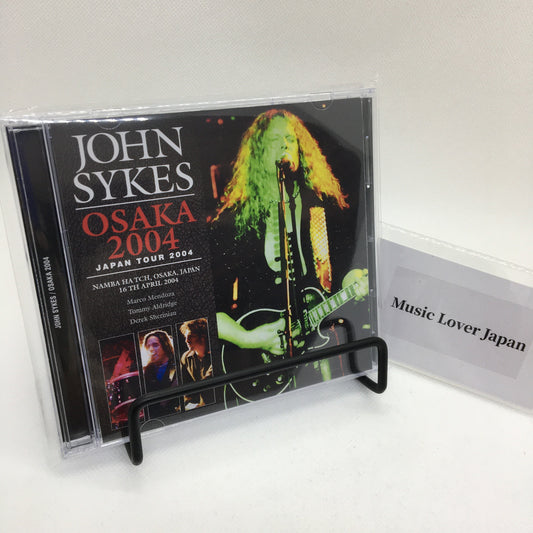 JOHN
SYKES
OSAKA
2004
JAPAN TOUR 2004
NAMBA HATCH, OSAKA, JAPAN
16 TH APRIL 2004
Marco Mendoza
Tommy Aldridge
Derek Sherinian
JOHN SYKES / OSAKA 2004
Music Lover Japan